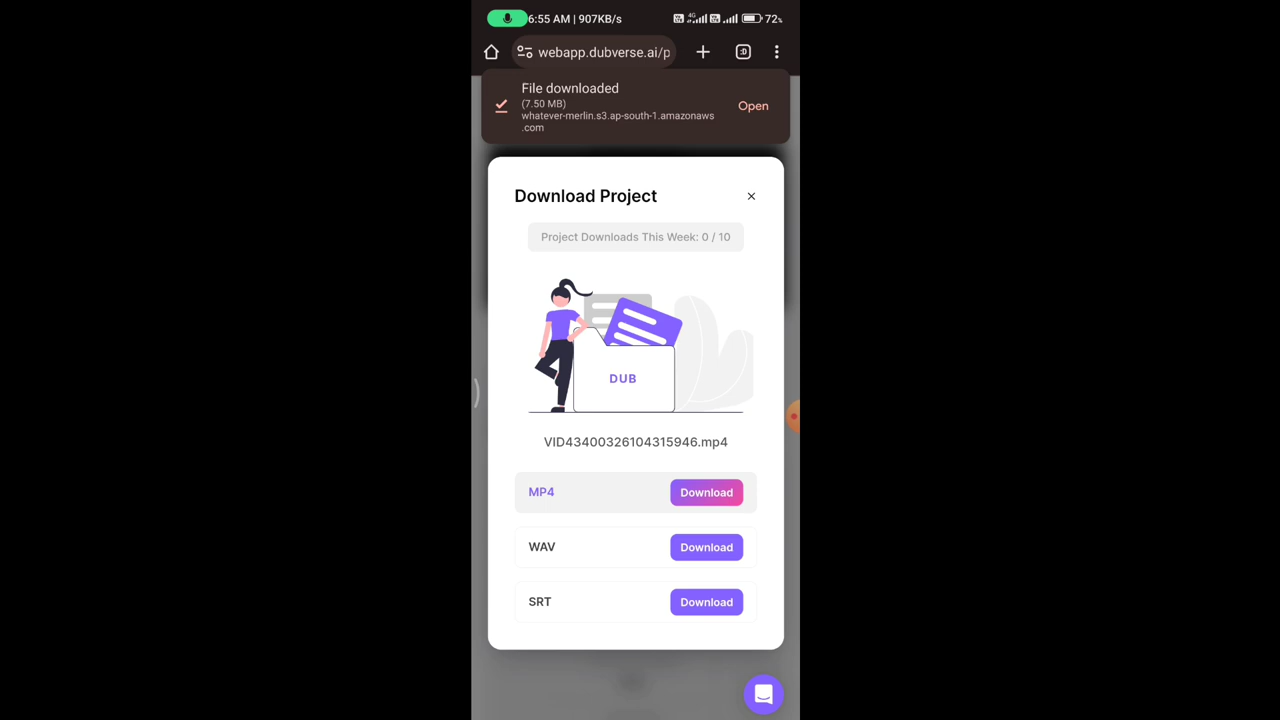 6:55 AM | 907KB/s
4G
72%
webapp.dubverse.ai/p
:D
File downloaded
(7.50 MB)
whatever-merlin.s3.ap-south-1.amazonaws
.com
Open
Download Project
Project Downloads This Week: 0 / 10
DUB
VID43400326104315946.mp4
MP4
Download
WAV
Download
SRT
Download